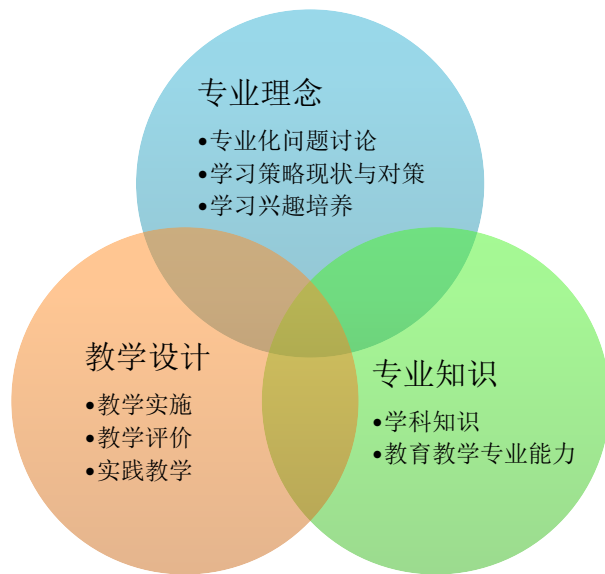 专业理念
•专业化问题讨论
•学习策略现状与对策
•学习兴趣培养
教学设计
•教学实施
•教学评价
•实践教学
专业知识
•学科知识
•教育教学专业能力